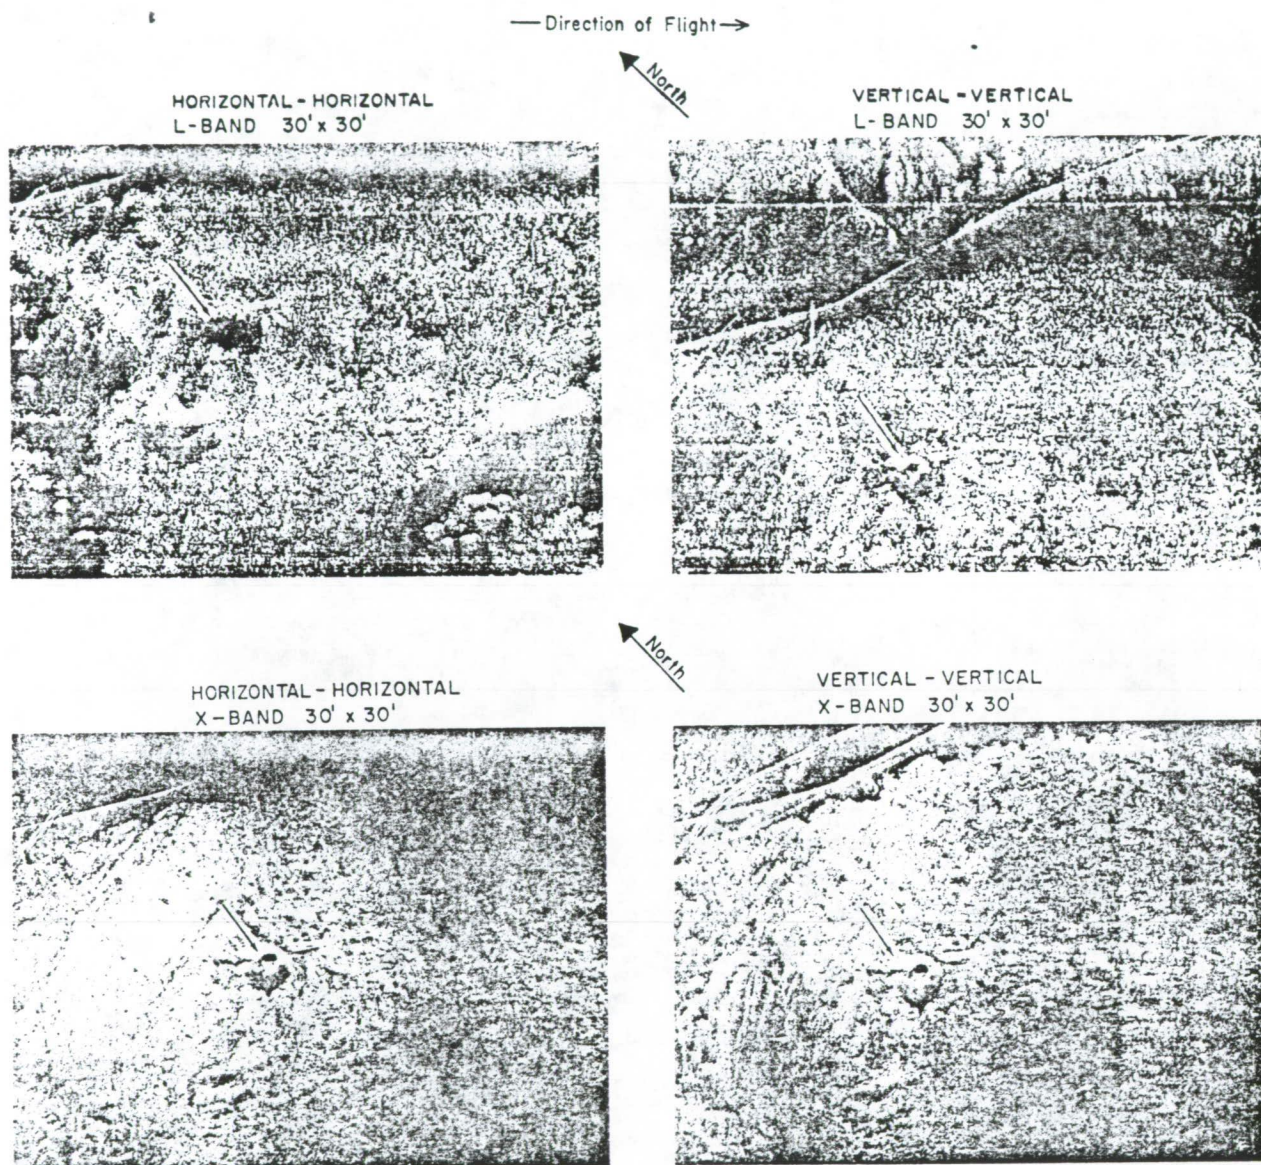 Direction of Flight
North
HORIZONTAL-HORIZONTAL
L-BAND 30' x 30'
VERTICAL-VERTICAL
L-BAND 30' x 30'
North
HORIZONTAL-HORIZONTAL
X-BAND 30' x 30'
VERTICAL-VERTICAL
X-BAND 30' x 30'